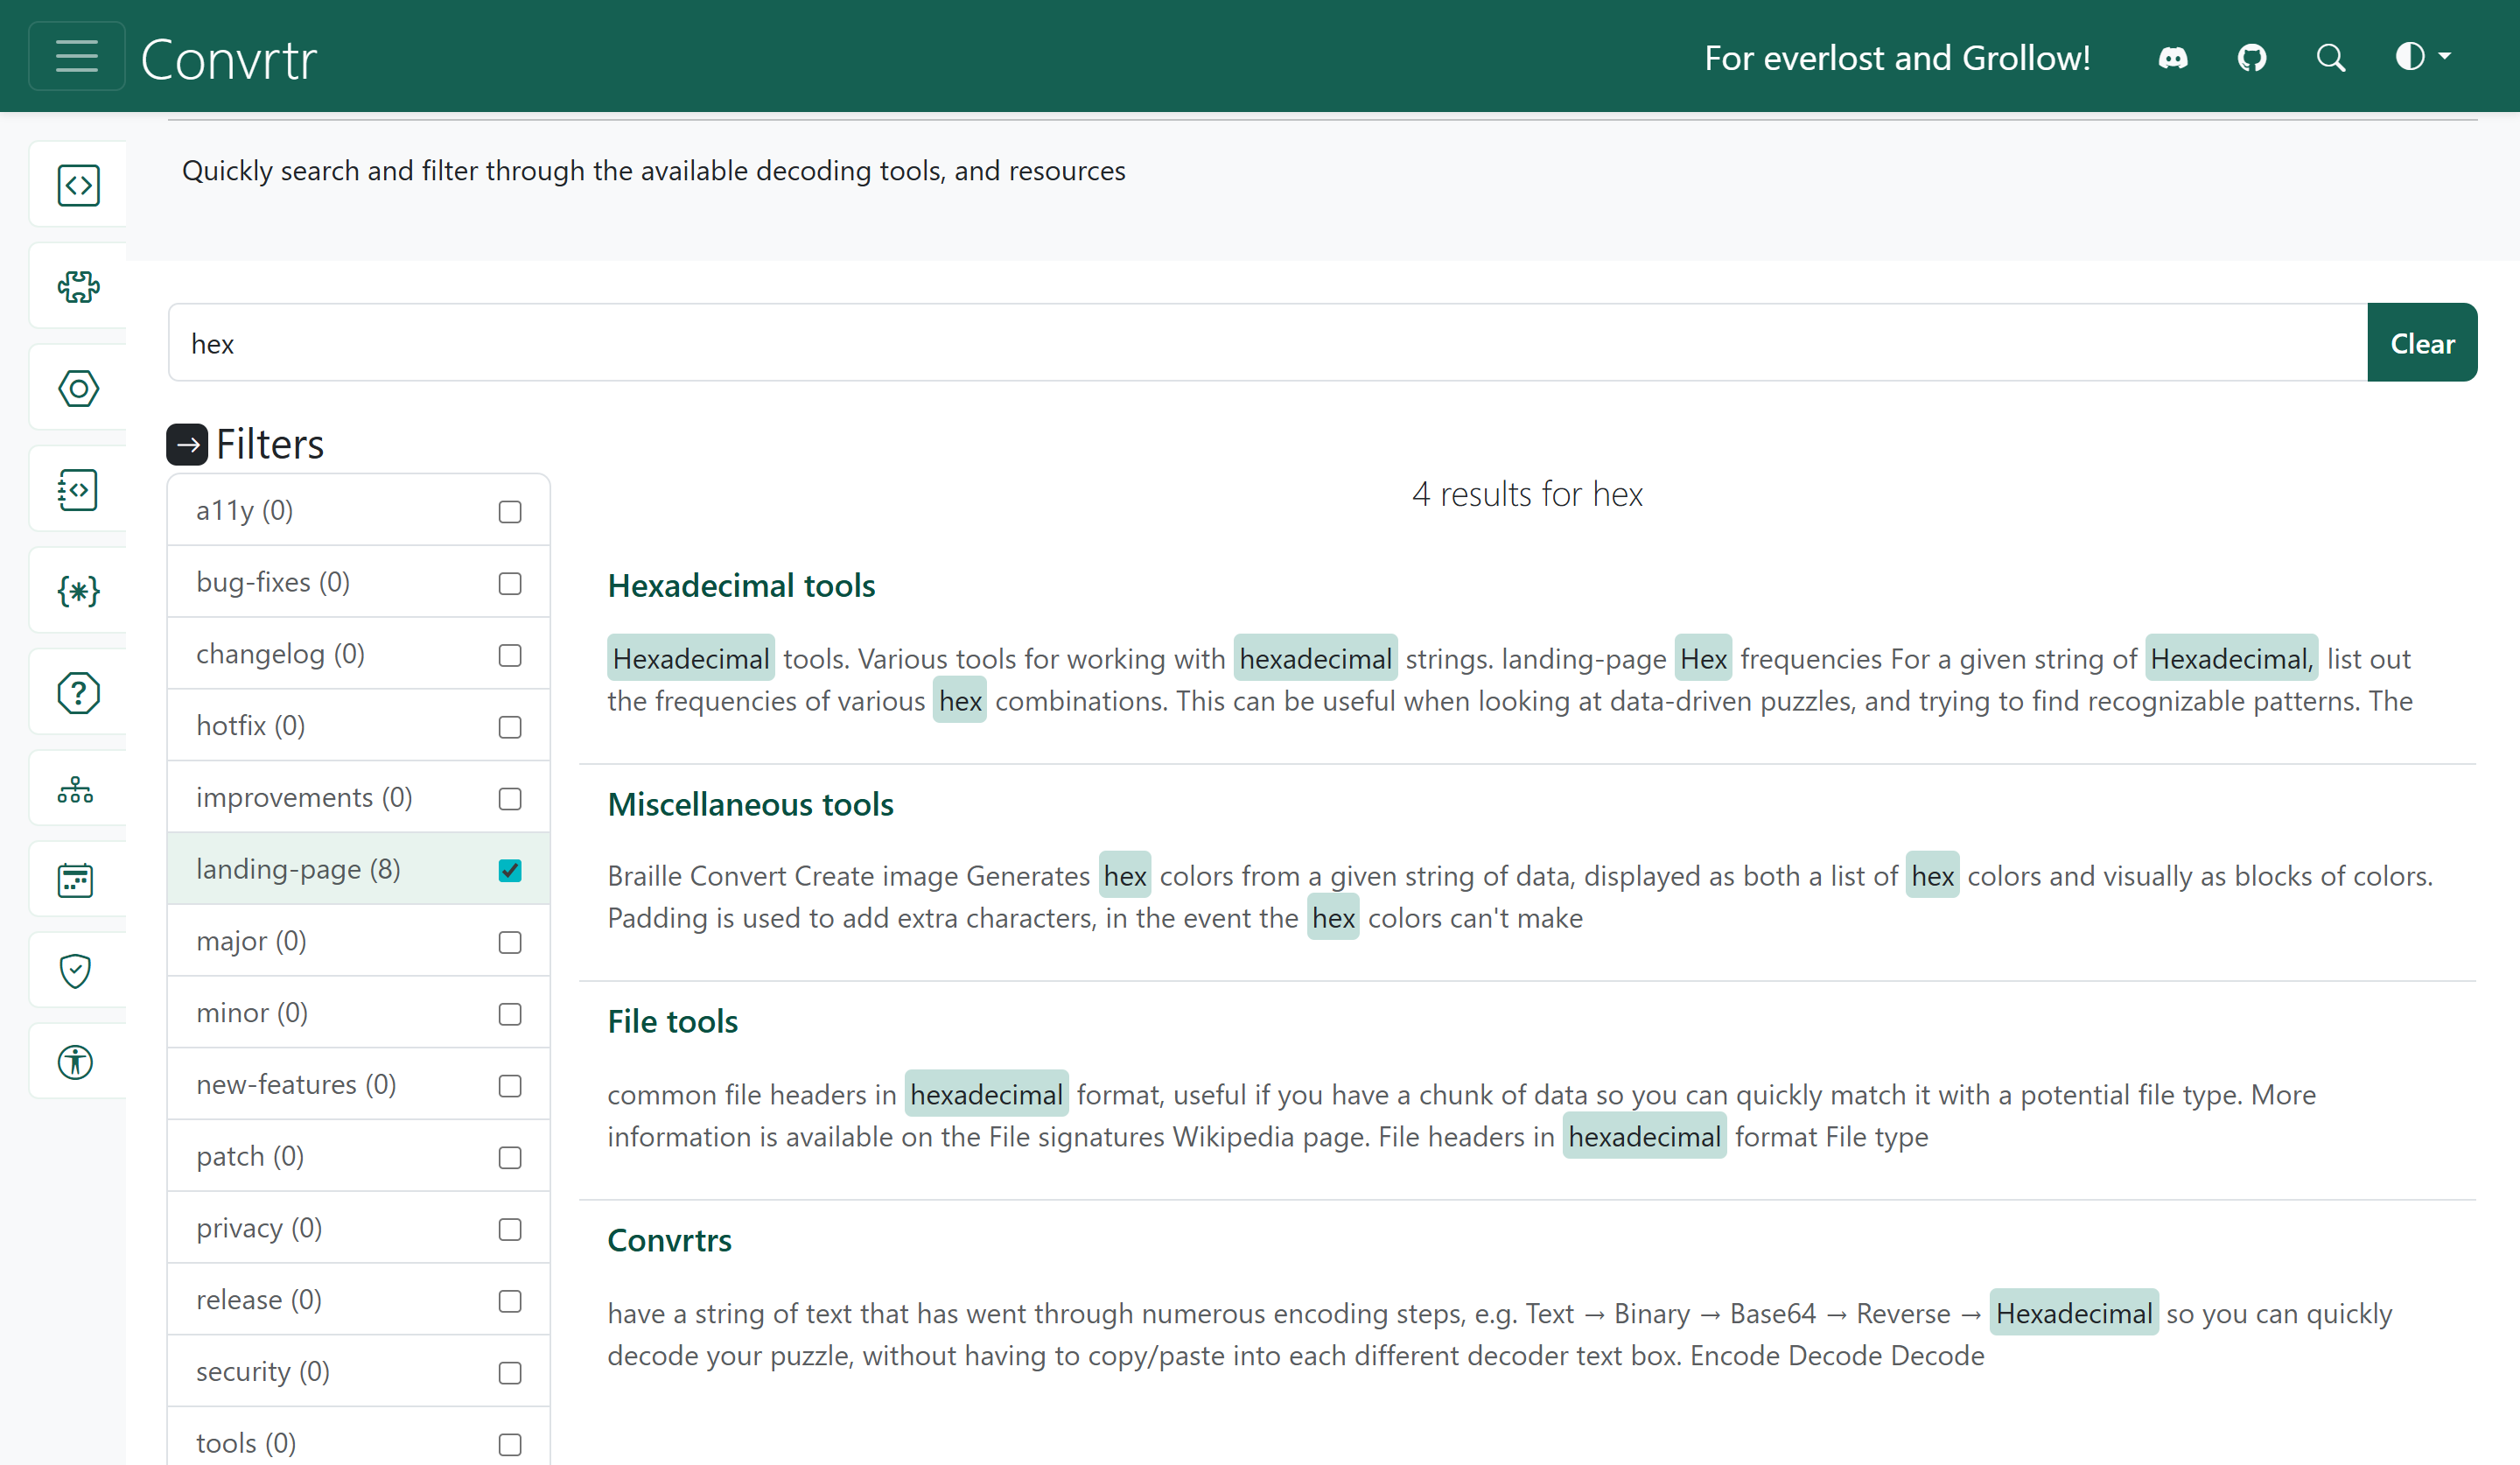 Convrtr
For everlost and Grollow!
Quickly search and filter through the available decoding tools, and resources
hex
Clear
Filters
a11y (0)
bug-fixes (0)
changelog (0)
hotfix (0)
improvements (0)
landing-page (8)
major (0)
minor (0)
new-features (0)
patch (0)
privacy (0)
release (0)
security (0)
tools (0)
4 results for hex
Hexadecimal tools
Hexadecimal tools. Various tools for working with hexadecimal strings. landing-page Hex frequencies For a given string of Hexadecimal, list out
the frequencies of various hex combinations. This can be useful when looking at data-driven puzzles, and trying to find recognizable patterns. The
Miscellaneous tools
Braille Convert Create image Generates hex colors from a given string of data, displayed as both a list of hex colors and visually as blocks of colors.
Padding is used to add extra characters, in the event the hex colors can't make
File tools
common file headers in hexadecimal format, useful if you have a chunk of data so you can quickly match it with a potential file type. More
information is available on the File signatures Wikipedia page. File headers in hexadecimal format File type
Convrtrs
have a string of text that has went through numerous encoding steps, e.g. Text → Binary → Base64 → Reverse → Hexadecimal so you can quickly
decode your puzzle, without having to copy/paste into each different decoder text box. Encode Decode Decode